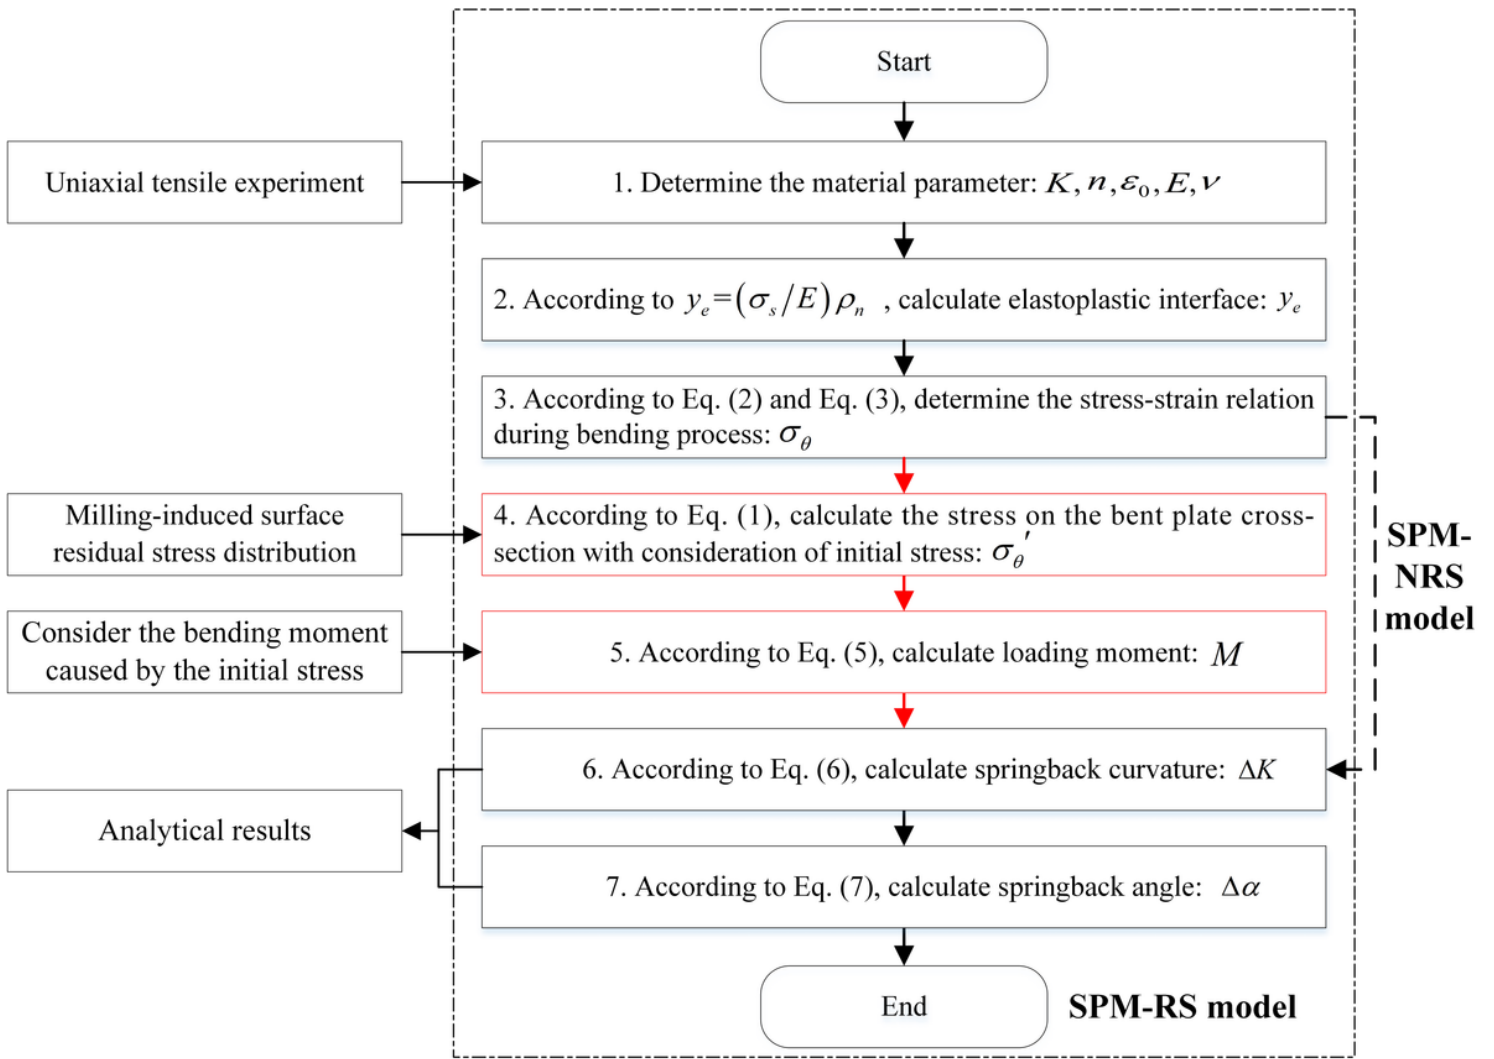 Start
Uniaxial tensile experiment
1. Determine the material parameter: K, n, ε₀, E, ν
2. According to yₑ=(σₛ/E)ρₙ , calculate elastoplastic interface: yₑ
3. According to Eq. (2) and Eq. (3), determine the stress-strain relation
during bending process: σ_θ
Milling-induced surface
residual stress distribution
4. According to Eq. (1), calculate the stress on the bent plate cross-
section with consideration of initial stress: σ_θ′
SPM-
NRS
model
Consider the bending moment
caused by the initial stress
5. According to Eq. (5), calculate loading moment: M
6. According to Eq. (6), calculate springback curvature: ΔK
Analytical results
7. According to Eq. (7), calculate springback angle: Δα
End
SPM-RS model